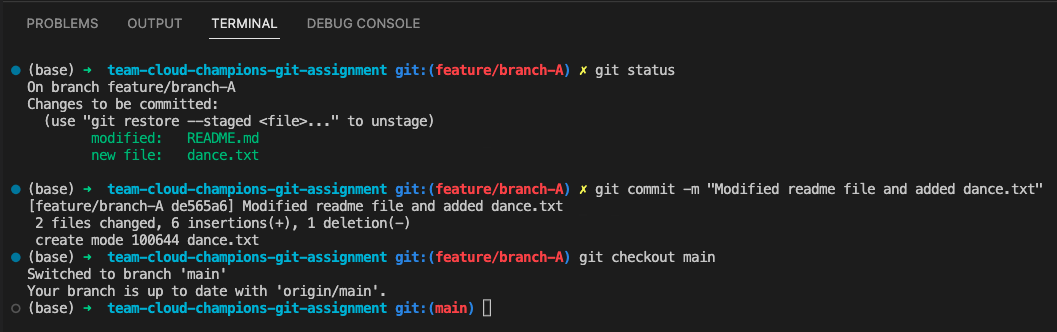 PROBLEMS OUTPUT TERMINAL DEBUG CONSOLE
(base) ➜ team-cloud-champions-git-assignment git:(feature/branch-A) ✗ git status
On branch feature/branch-A
Changes to be committed:
(use "git restore --staged <file>..." to unstage)
modified: README.md
new file: dance.txt
(base) ➜ team-cloud-champions-git-assignment git:(feature/branch-A) ✗ git commit -m "Modified readme file and added dance.txt"
[feature/branch-A de565a6] Modified readme file and added dance.txt
2 files changed, 6 insertions(+), 1 deletion(-)
create mode 100644 dance.txt
(base) ➜ team-cloud-champions-git-assignment git:(feature/branch-A) git checkout main
Switched to branch 'main'
Your branch is up to date with 'origin/main'.
(base) ➜ team-cloud-champions-git-assignment git:(main)